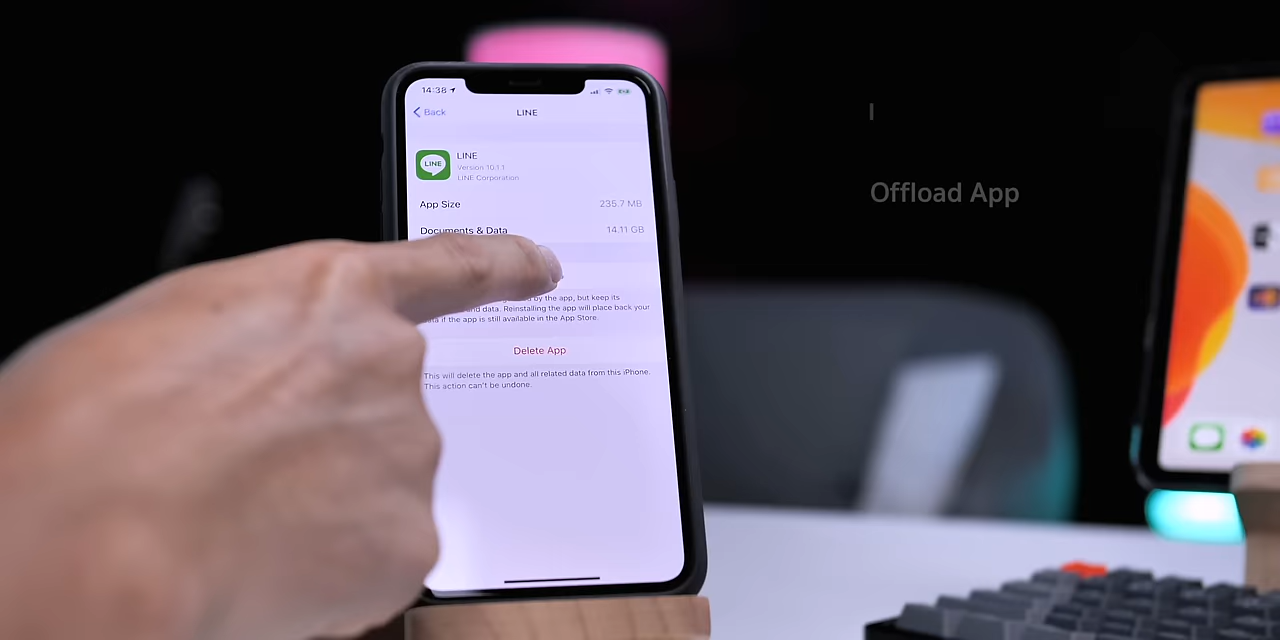 14:38
Back
LINE
LINE
LINE
Version 10.1.1
LINE Corporation
App Size
235.7 MB
Documents & Data
14.11 GB
by the app, but keep its
and data. Reinstalling the app will place back your
if the app is still available in the App Store.
Delete App
This will delete the app and all related data from this iPhone.
This action can't be undone.
Offload App